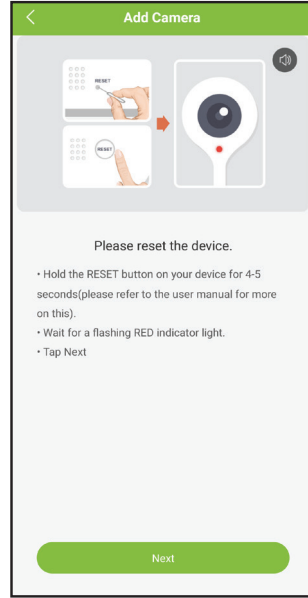 Add Camera
RESET
RESET
Please reset the device.
• Hold the RESET button on your device for 4-5
seconds(please refer to the user manual for more
on this).
• Wait for a flashing RED indicator light.
• Tap Next
Next